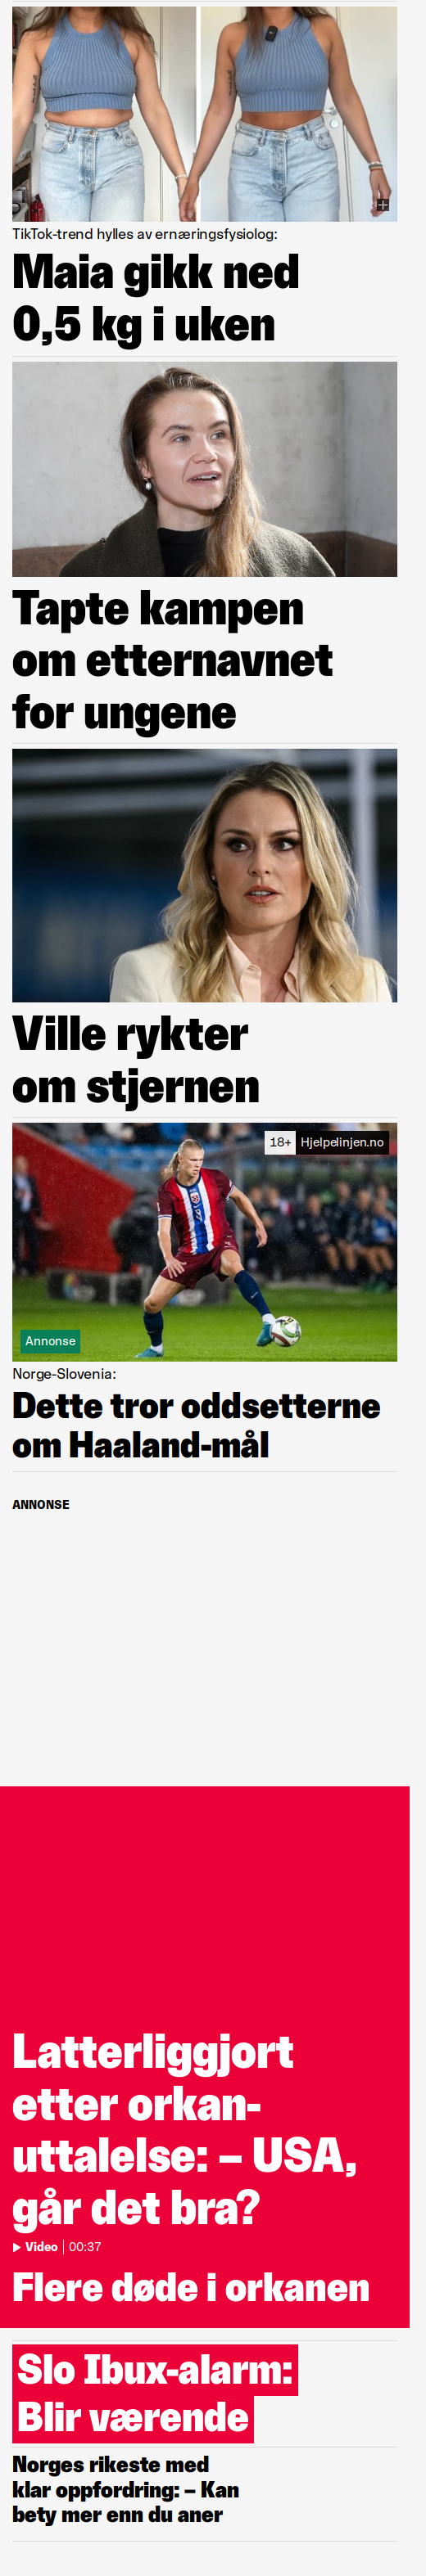 TikTok-trend hylles av ernæringsfysiolog:
Maia gikk ned
0,5 kg i uken
Tapte kampen
om etternavnet
for ungene
Ville rykter
om stjernen
18+ Hjelpelinjen.no
Annonse
Norge-Slovenia:
Dette tror oddsetterne
om Haaland-mål
ANNONSE
Latterliggjort
etter orkan-
uttalelse: – USA,
går det bra?
Video 00:37
Flere døde i orkanen
Slo Ibux-alarm:
Blir værende
Norges rikeste med
klar oppfordring: – Kan
bety mer enn du aner